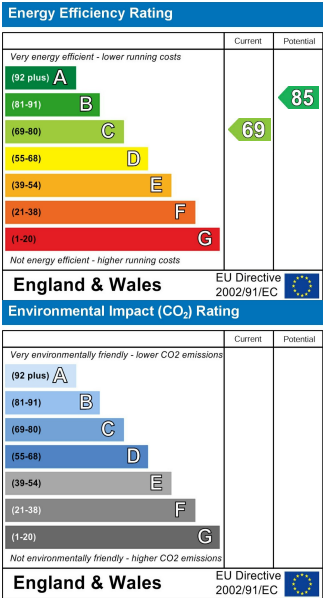 Energy Efficiency Rating
Current Potential
Very energy efficient - lower running costs
(92 plus) A
(81-91) B
85
(69-80) C
69
(55-68) D
(39-54) E
(21-38) F
(1-20) G
Not energy efficient - higher running costs
England & Wales
EU Directive
2002/91/EC
Environmental Impact (CO₂) Rating
Current Potential
Very environmentally friendly - lower CO2 emissions
(92 plus) A
(81-91) B
(69-80) C
(55-68) D
(39-54) E
(21-38) F
(1-20) G
Not environmentally friendly - higher CO2 emissions
England & Wales
EU Directive
2002/91/EC